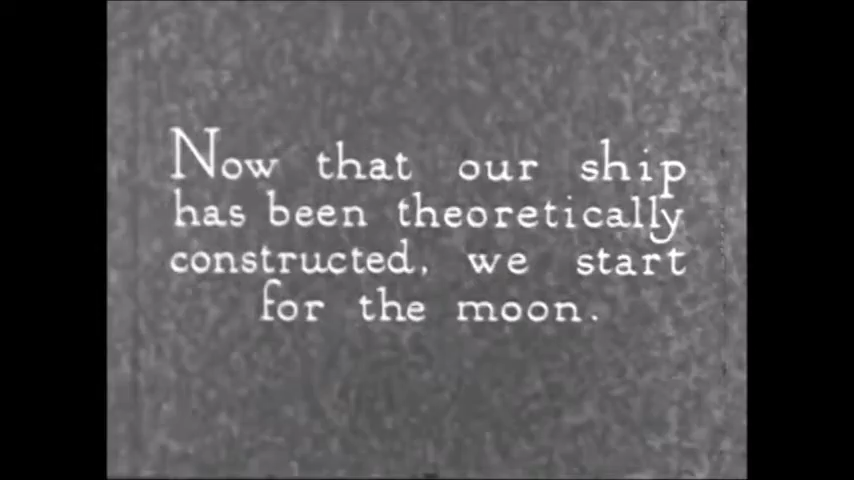 Now that our ship
has been theoretically
constructed, we start
for the moon.